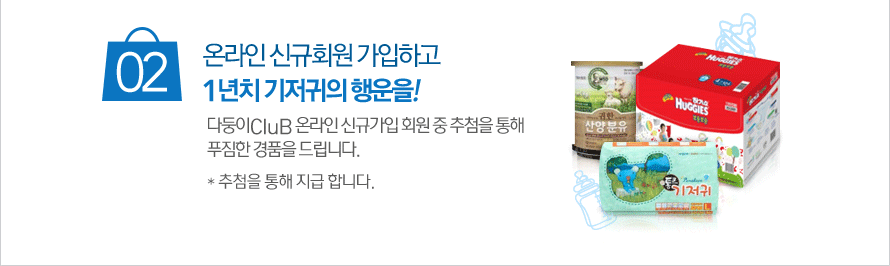 02
온라인 신규회원 가입하고
1년치 기저귀의 행운을!
다둥이CluB 온라인 신규가입 회원 중 추첨을 통해
푸짐한 경품을 드립니다.
* 추첨을 통해 지급 합니다.
산양분유
HUGGIES
HUGGIES
기저귀
L